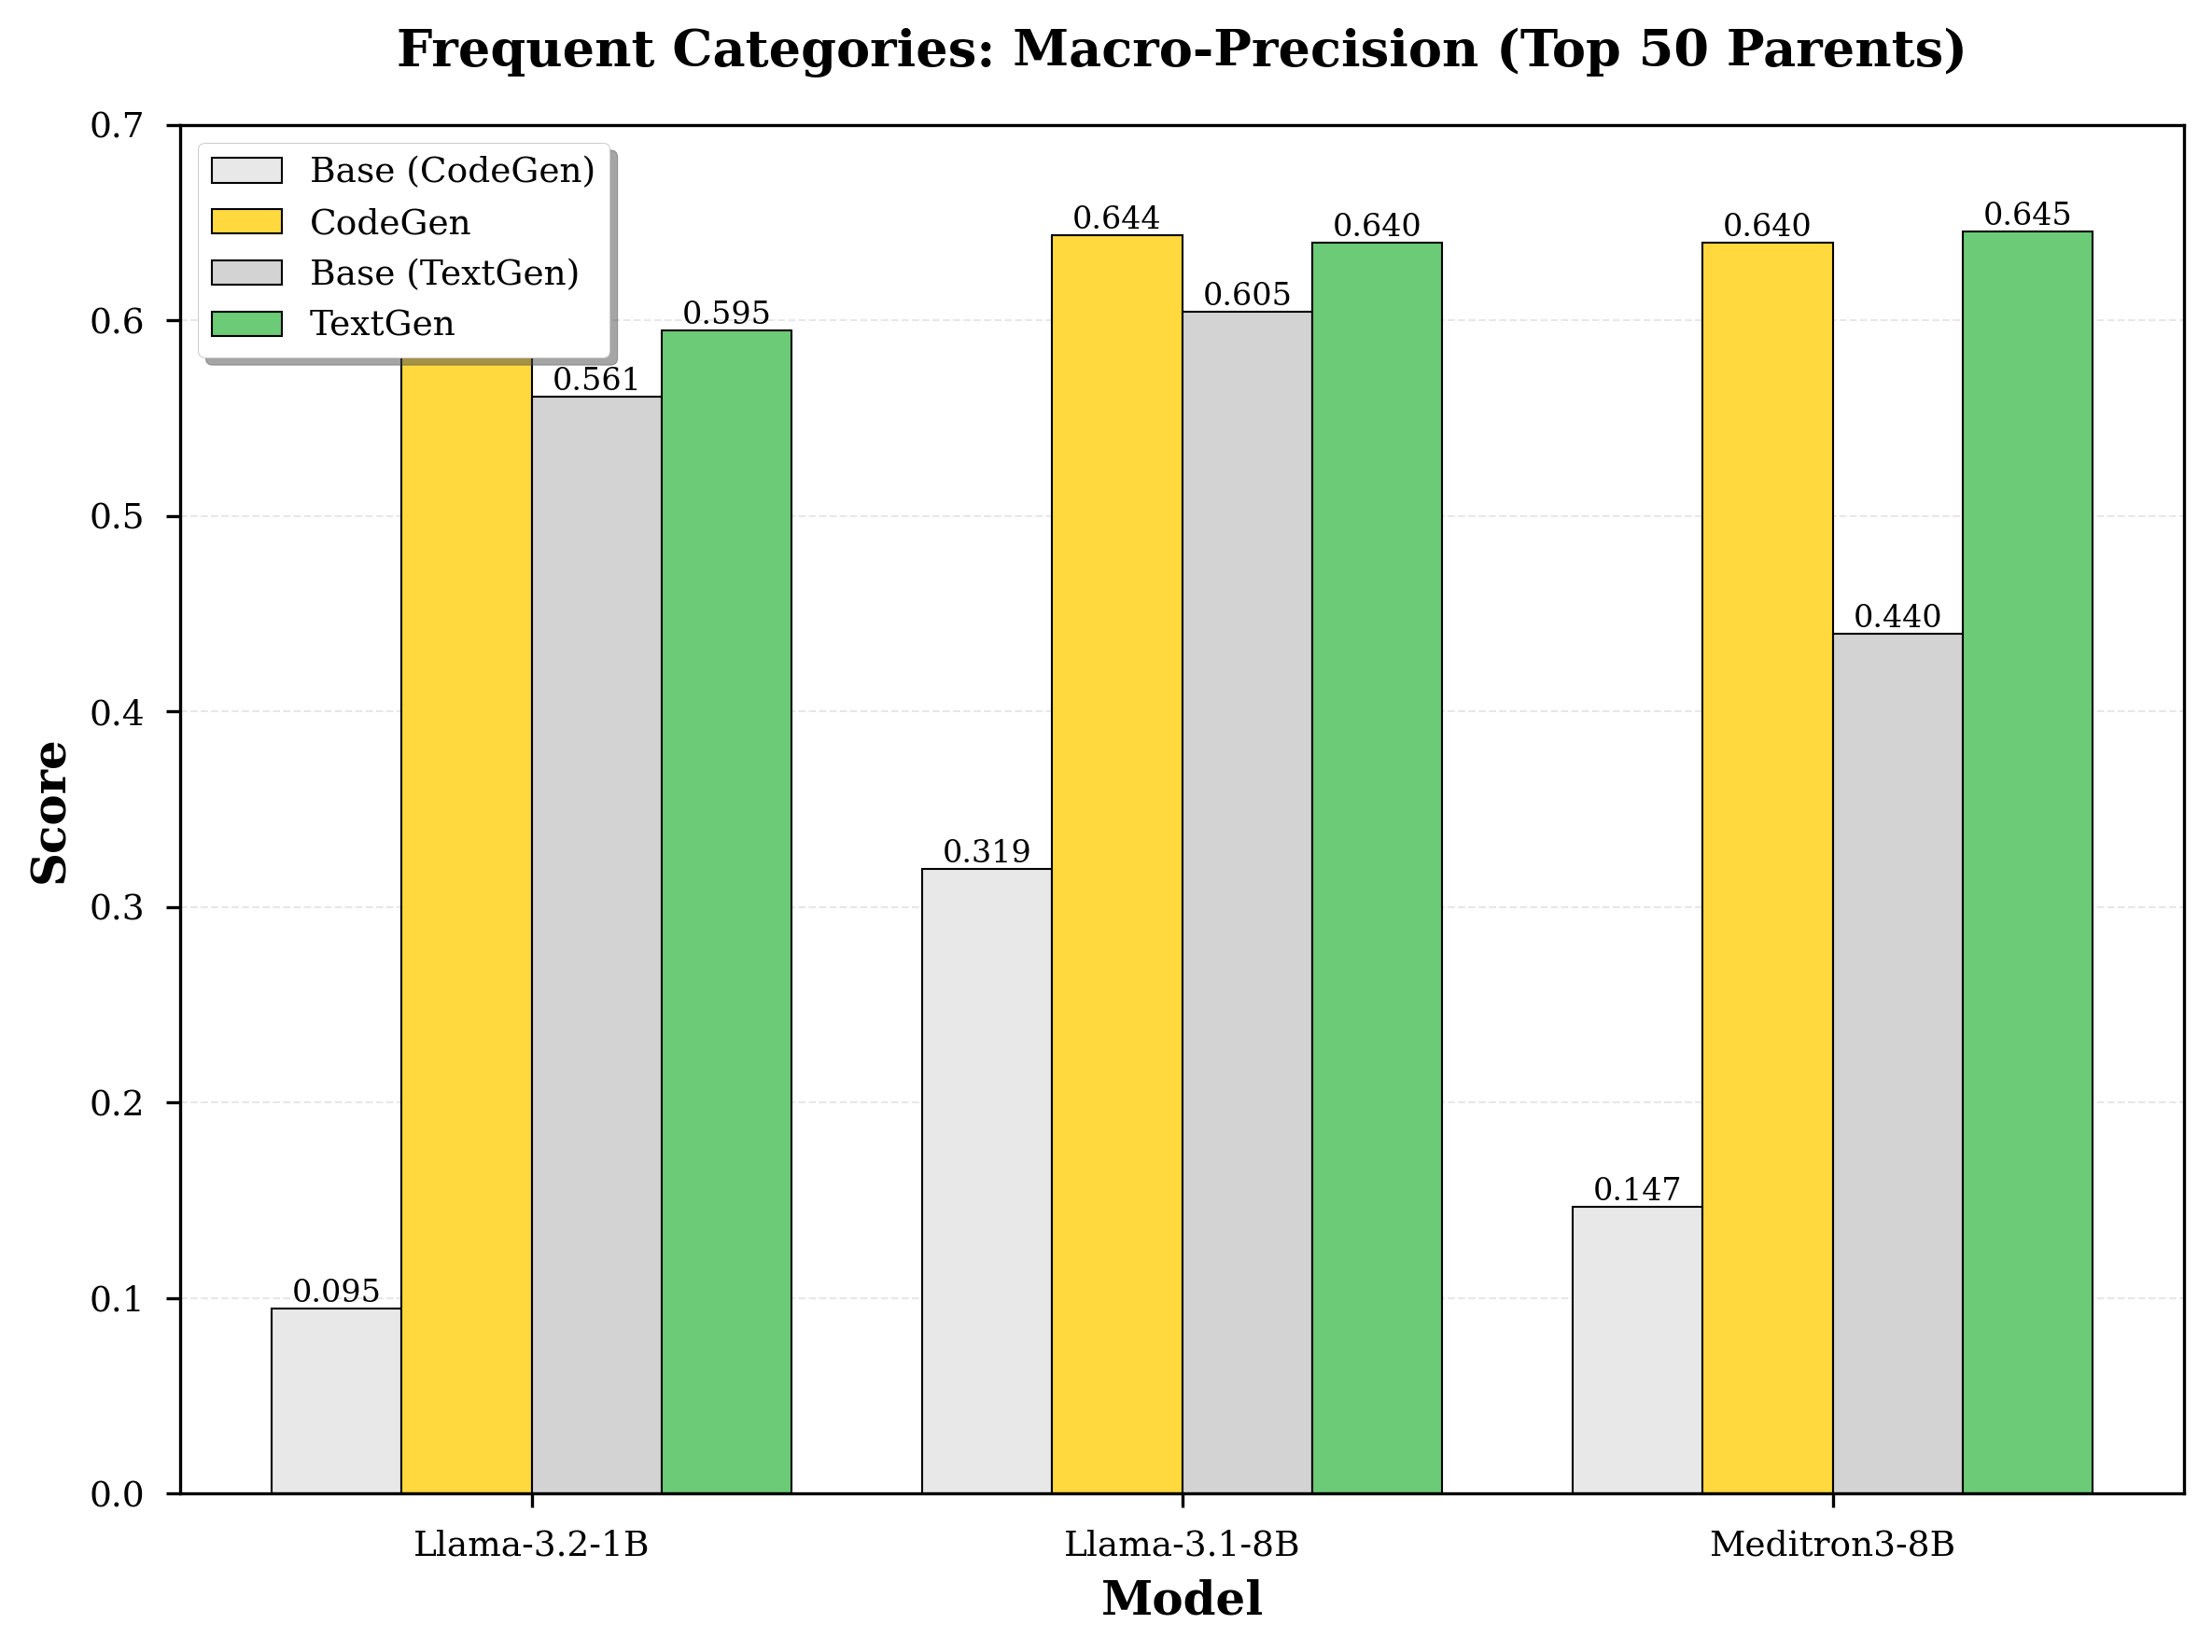 Frequent Categories: Macro-Precision (Top 50 Parents)
Base (CodeGen)
CodeGen
Base (TextGen)
TextGen
0.7
0.6
0.5
0.4
0.3
0.2
0.1
0.0
Score
0.095
0.561
0.595
0.319
0.644
0.605
0.640
0.147
0.640
0.440
0.645
Llama-3.2-1B
Llama-3.1-8B
Meditron3-8B
Model